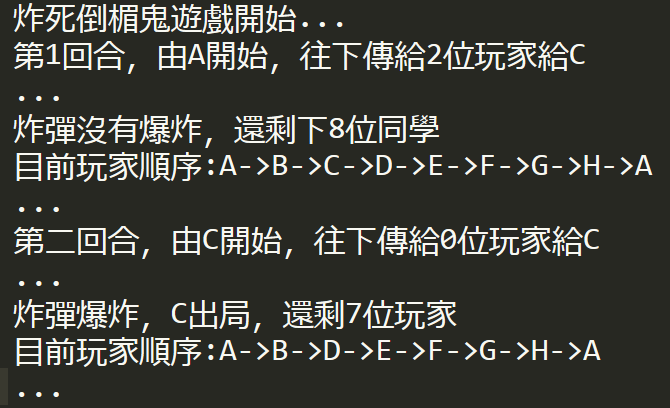 炸死倒楣鬼遊戲開始...
第1回合, 由A開始, 往下傳給2位玩家給C
...
炸彈沒有爆炸, 還剩下8位同學
目前玩家順序:A->B->C->D->E->F->G->H->A
...
第二回合, 由C開始, 往下傳給0位玩家給C
...
炸彈爆炸, C出局, 還剩7位玩家
目前玩家順序:A->B->D->E->F->G->H->A
...